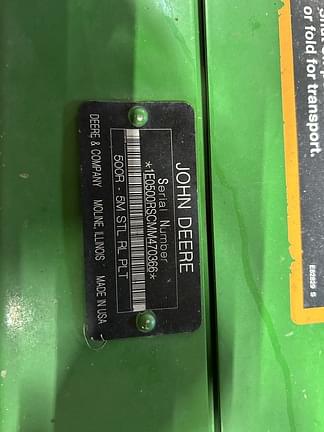 JOHN DEERE
Serial Number
*1E0500RSCMM470366*
500R - 5M STL RL PLT
DEERE & COMPANY MOLINE, ILLINOIS MADE IN USA
or fold for transport.
E82829 S